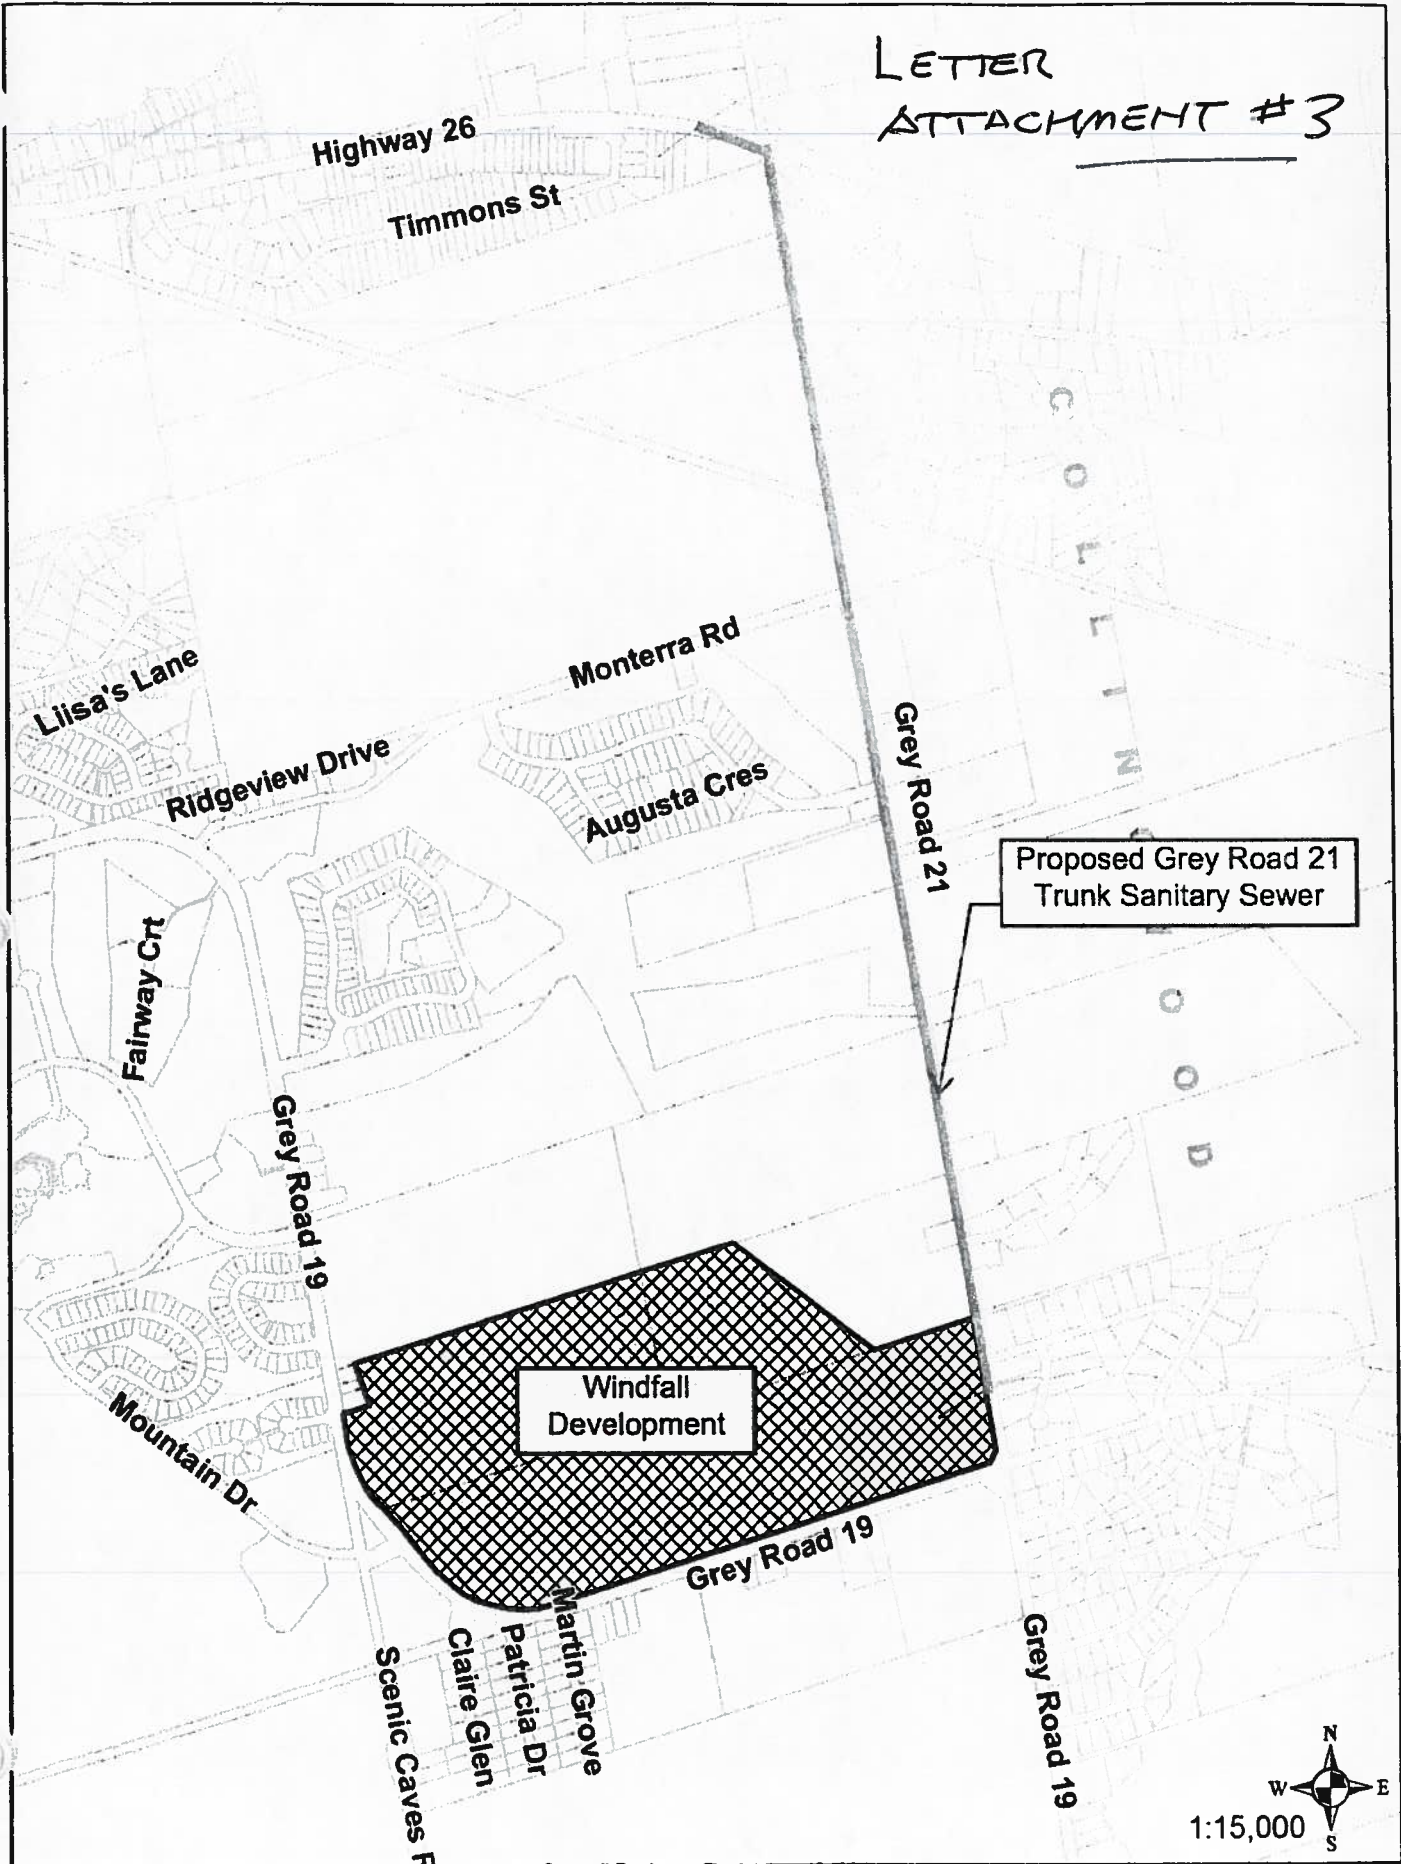 LETTER
ATTACHMENT #3
Highway 26
Timmons St
COLLINGWOOD
Liisa's Lane
Monterra Rd
Ridgeview Drive
Augusta Cres
Grey Road 21
Proposed Grey Road 21
Trunk Sanitary Sewer
Fairway Crt
Grey Road 19
Windfall
Development
Mountain Dr
Grey Road 19
Martin Grove
Patricia Dr
Claire Glen
Scenic Caves R
Grey Road 19
N
W E
S
1:15,000